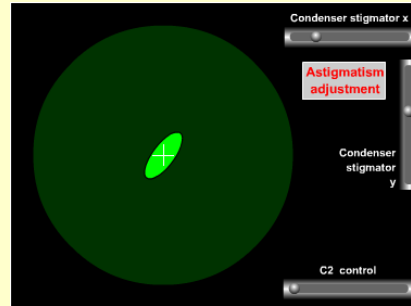 Condenser stigmator x
Astigmatism
adjustment
Condenser
stigmator
y
C2 control